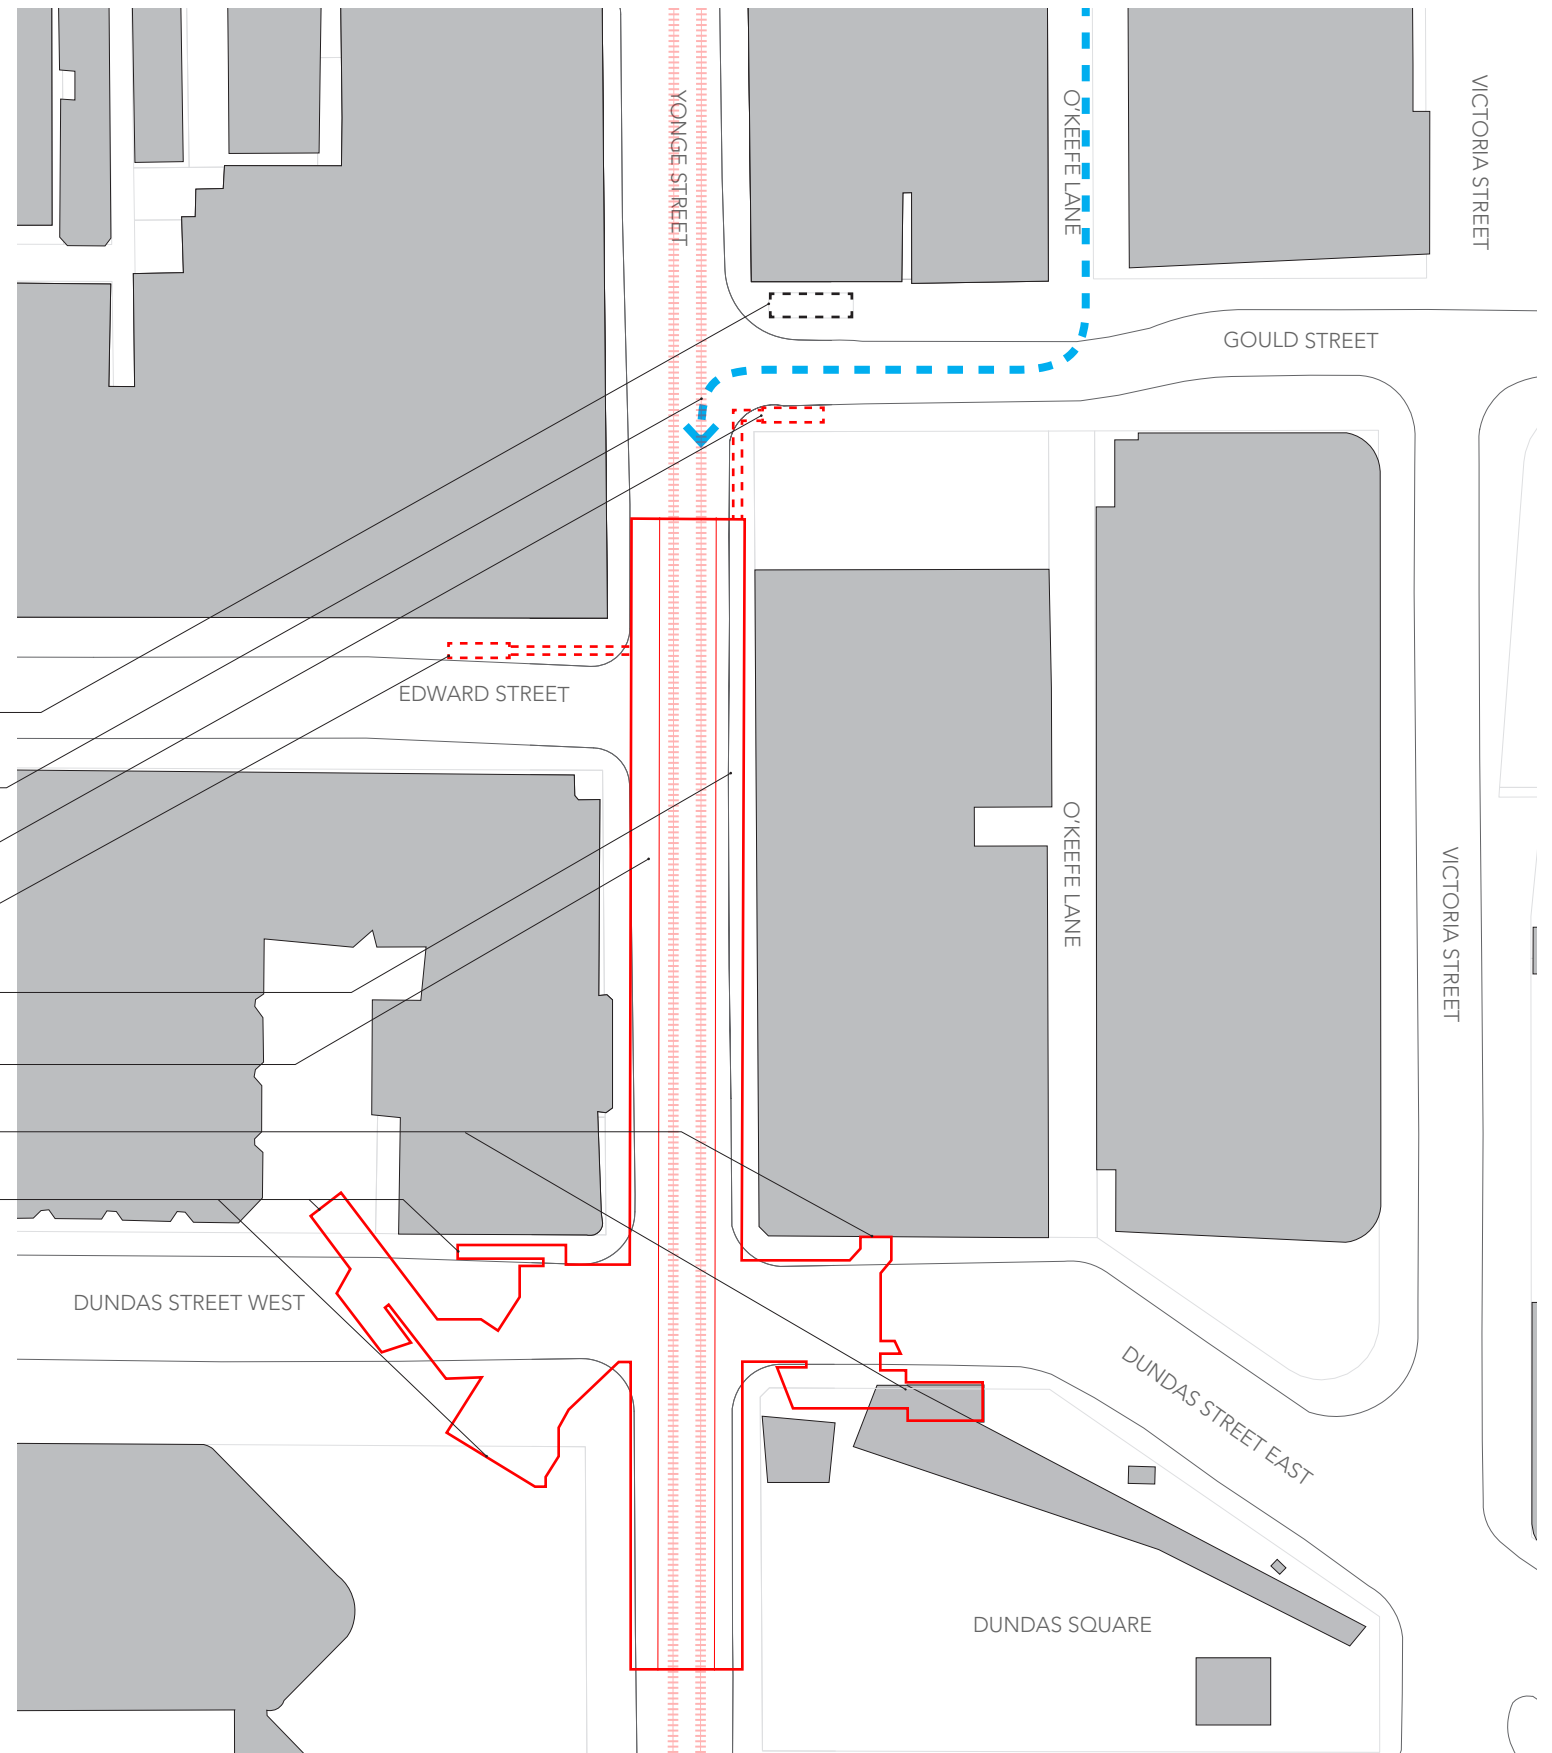 YONGE STREET
O'KEEFE LANE
VICTORIA STREET
GOULD STREET
EDWARD STREET
O'KEEFE LANE
VICTORIA STREET
DUNDAS STREET WEST
DUNDAS STREET EAST
DUNDAS SQUARE